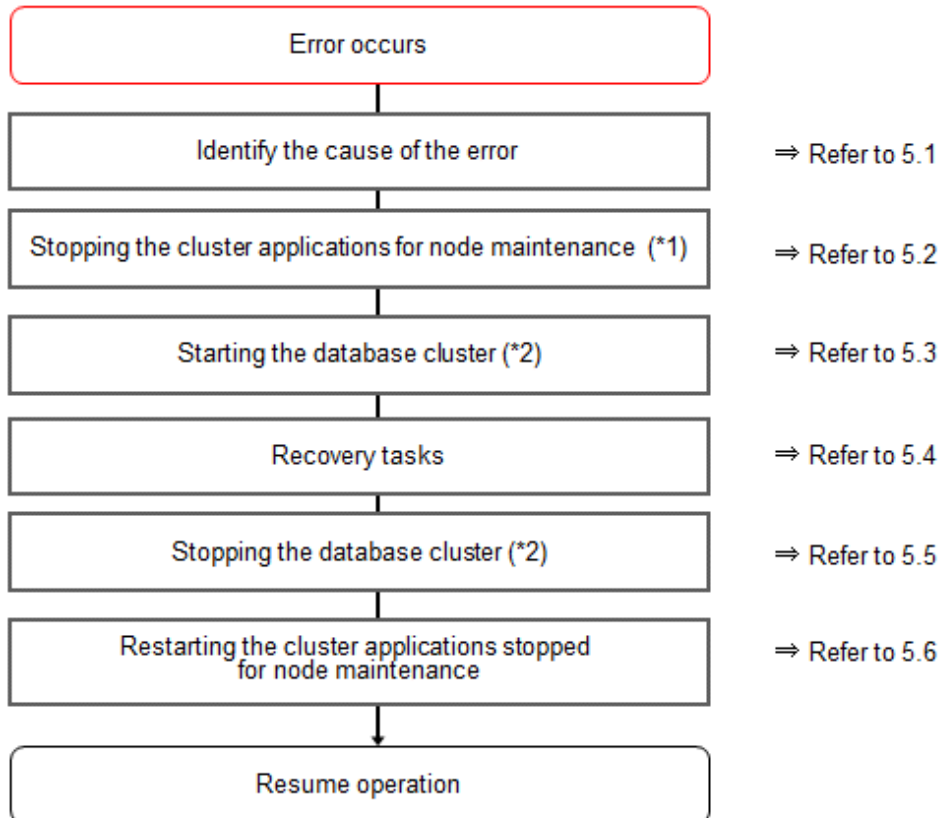 Error occurs
Identify the cause of the error
⇒ Refer to 5.1
Stopping the cluster applications for node maintenance (*1)
⇒ Refer to 5.2
Starting the database cluster (*2)
⇒ Refer to 5.3
Recovery tasks
⇒ Refer to 5.4
Stopping the database cluster (*2)
⇒ Refer to 5.5
Restarting the cluster applications stopped
for node maintenance
⇒ Refer to 5.6
Resume operation